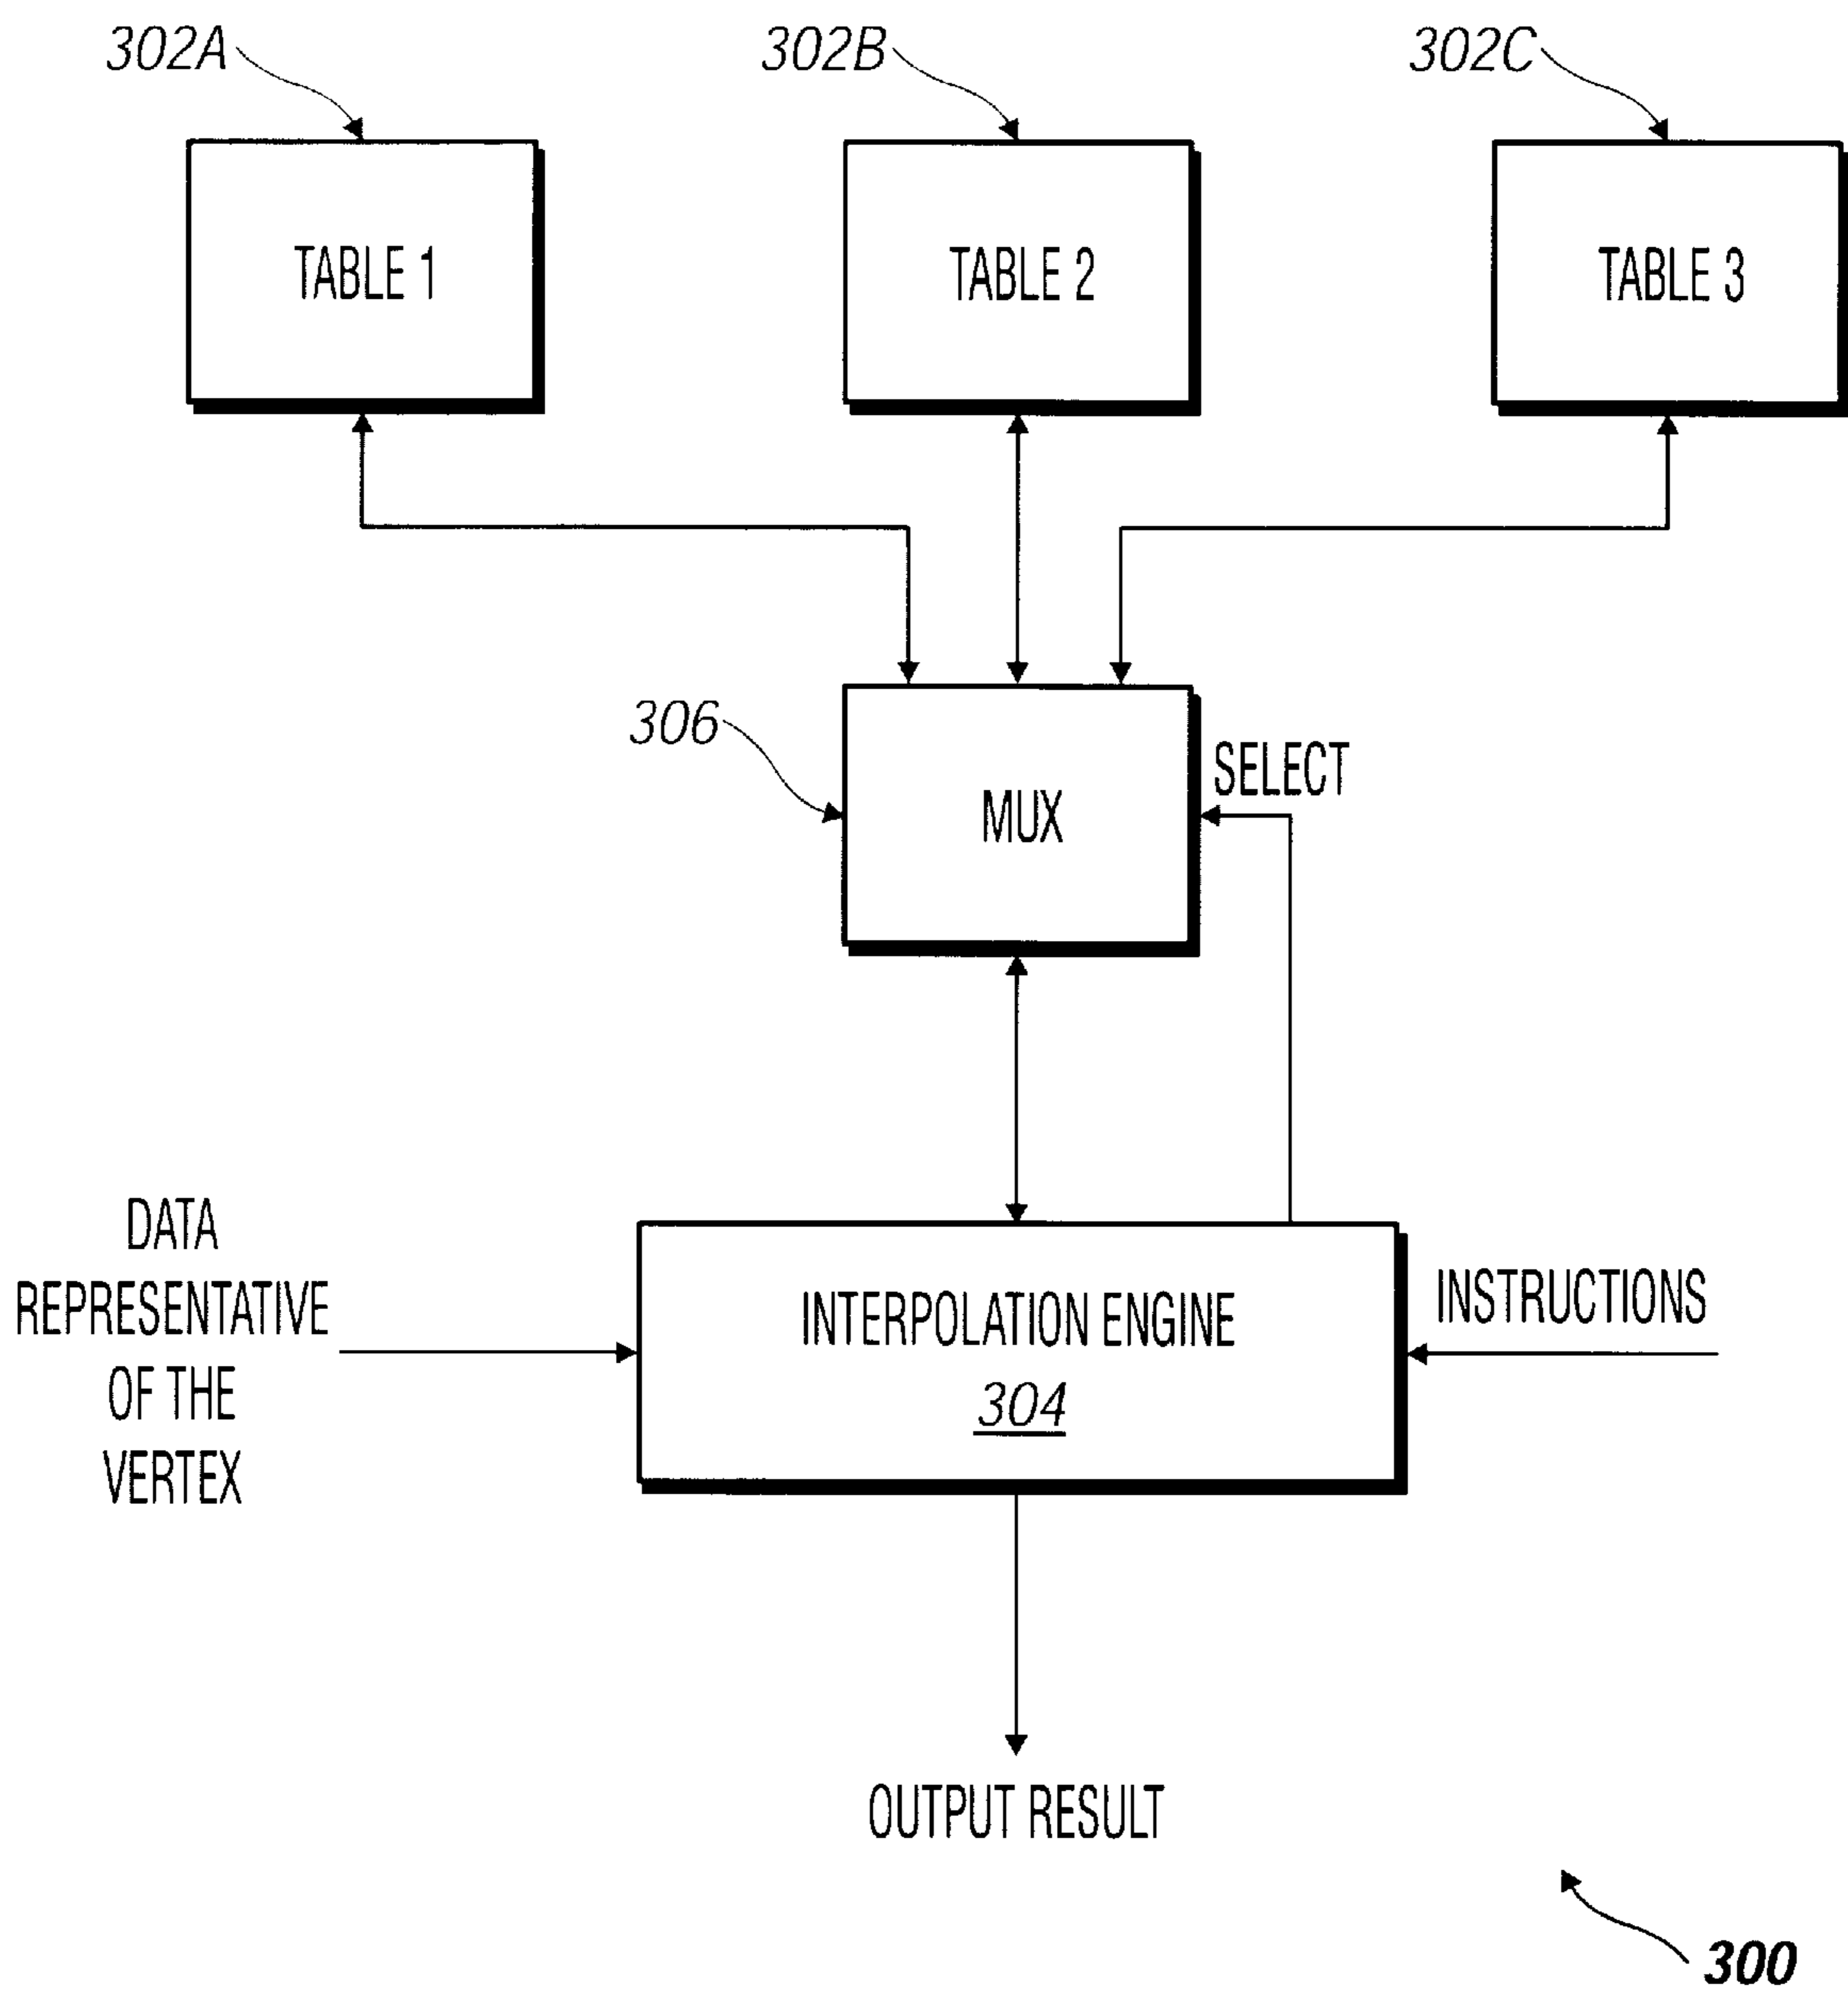 302A
302B
302C
TABLE 1
TABLE 2
TABLE 3
306
SELECT
MUX
DATA
REPRESENTATIVE
OF THE
VERTEX
INTERPOLATION ENGINE
304
INSTRUCTIONS
OUTPUT RESULT
300